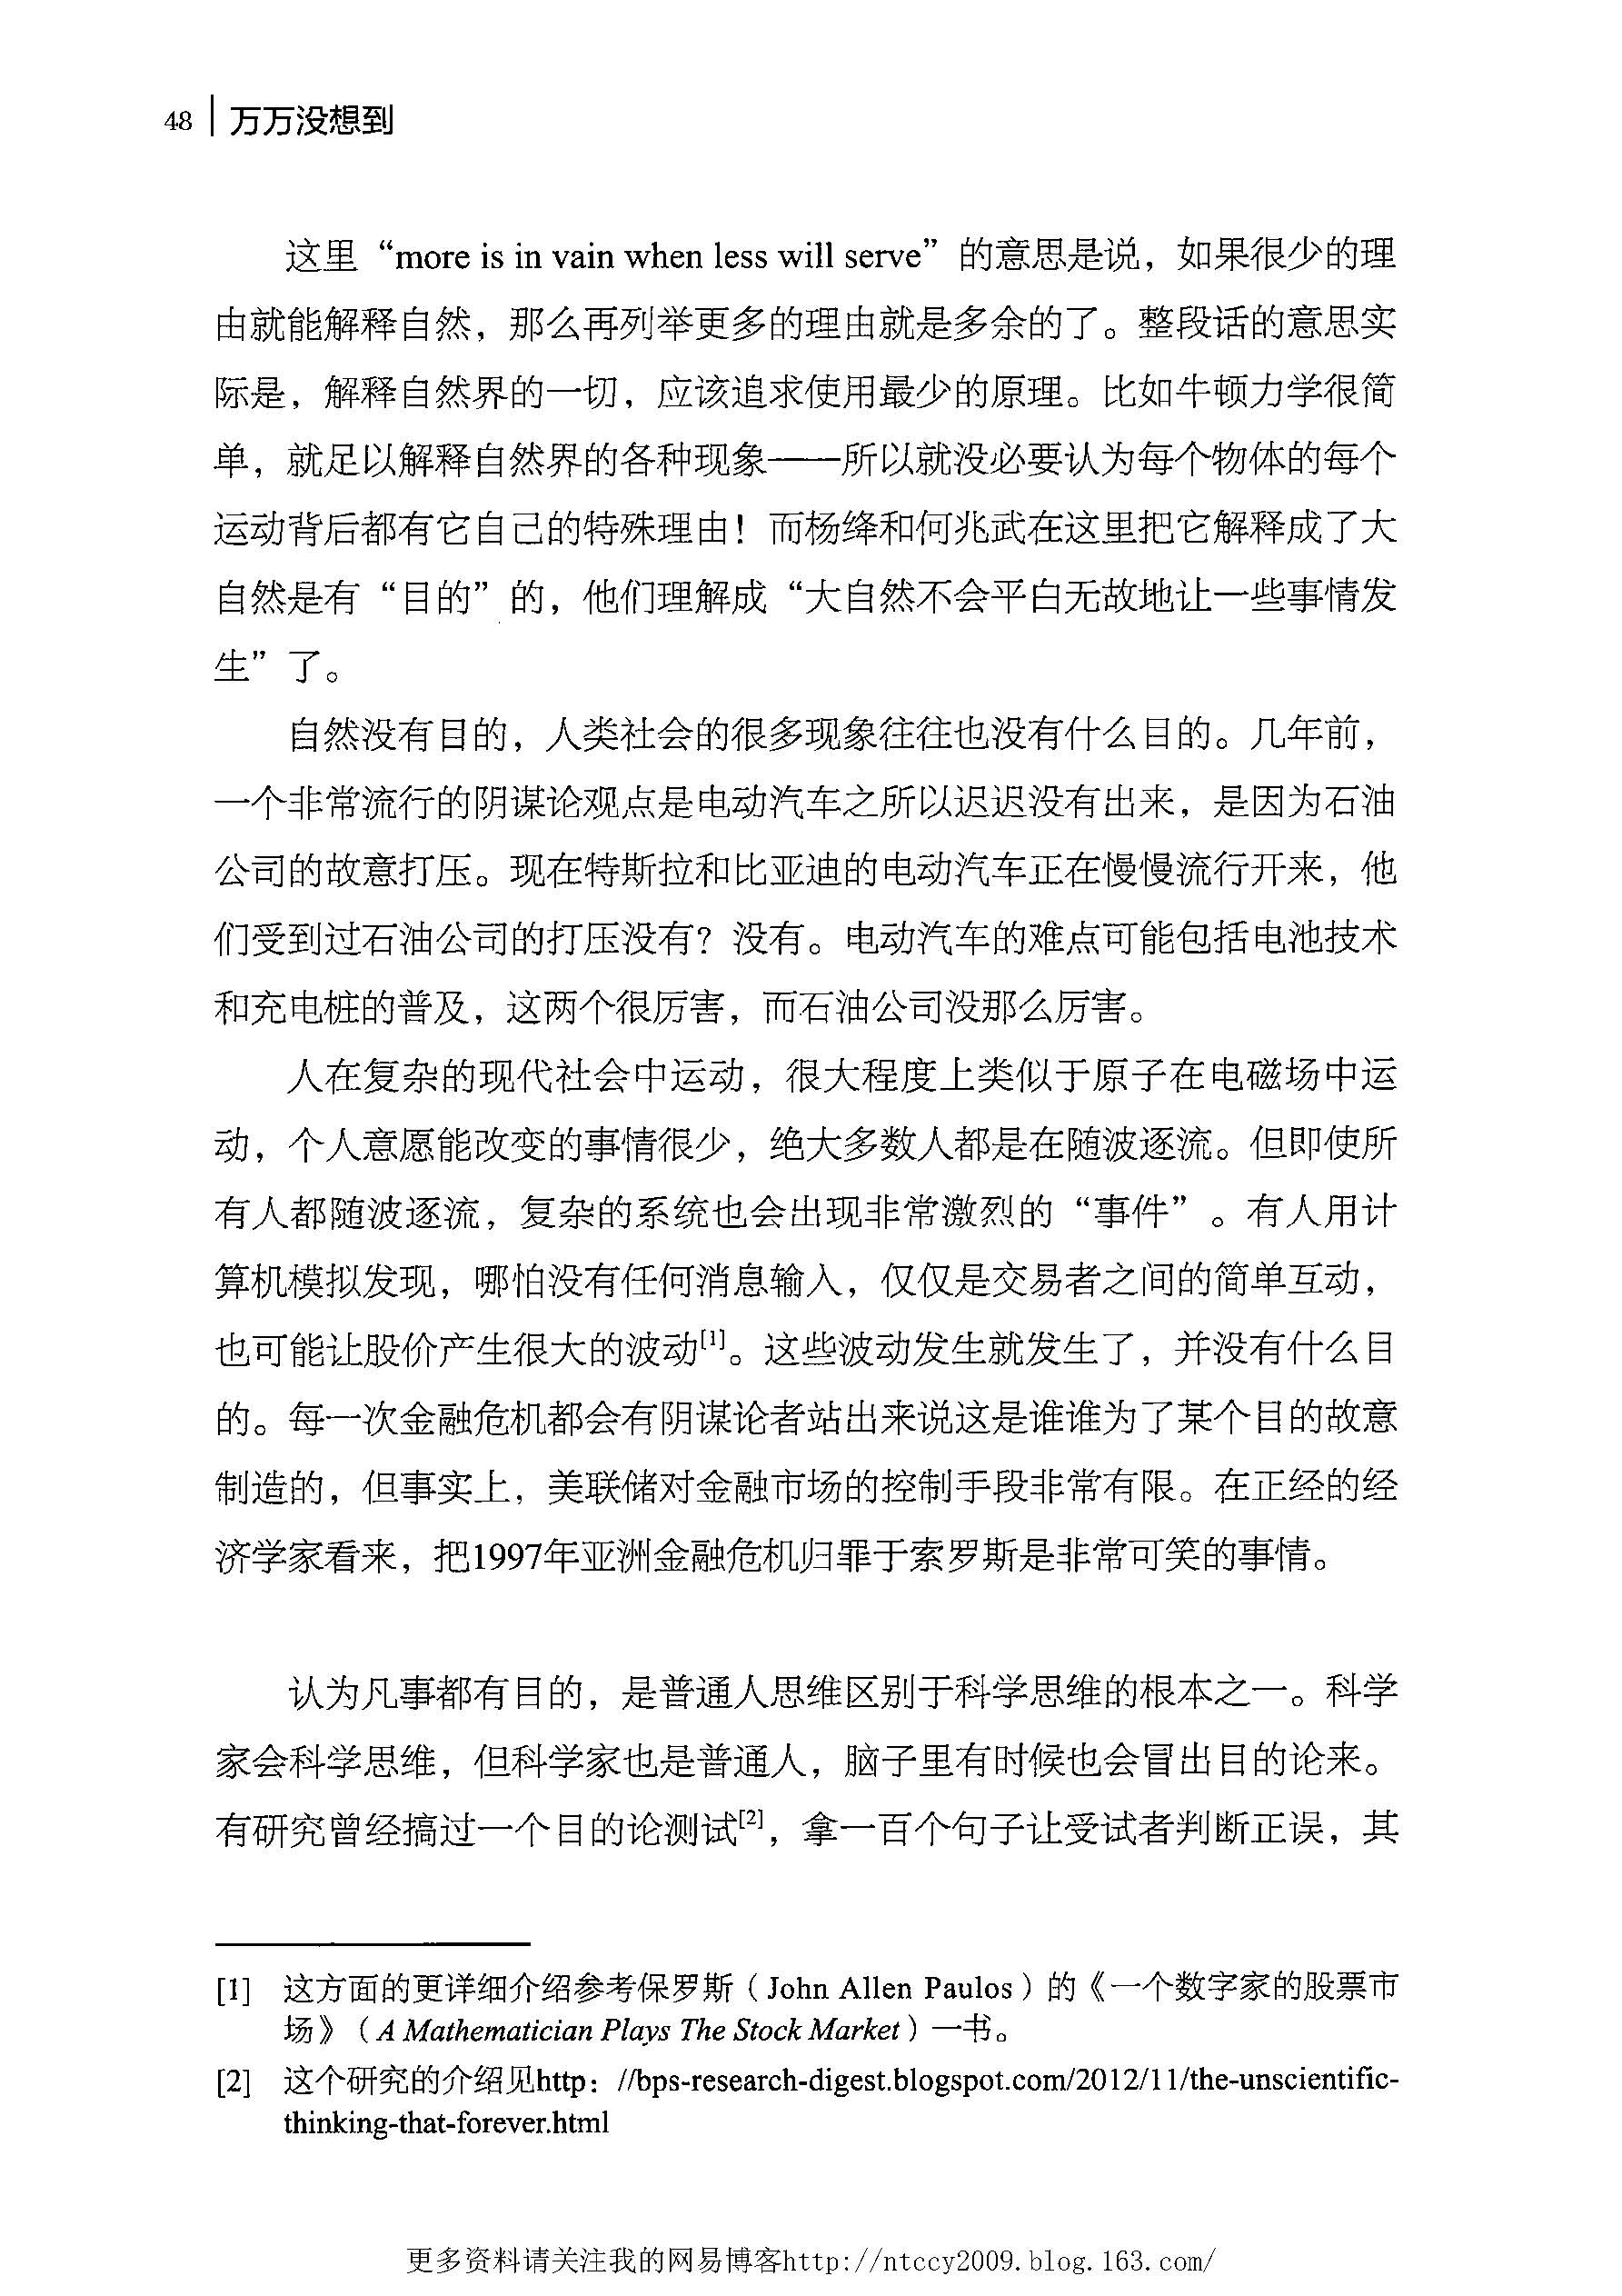 48 万万没想到
这里“more is in vain when less will serve”的意思是说，如果很少的理
由就能解释自然，那么再列举更多的理由就是多余的了。整段话的意思实
际是，解释自然界的一切，应该追求使用最少的原理。比如牛顿力学很简
单，就足以解释自然界的各种现象——所以就没必要认为每个物体的每个
运动背后都有它自己的特殊理由！而杨绛和何兆武在这里把它解释成了大
自然是有“目的”的，他们理解成“大自然不会平白无故地让一些事情发
生”了。
自然没有目的，人类社会的很多现象往往也没有什么目的。几年前，
一个非常流行的阴谋论观点是电动汽车之所以迟迟没有出来，是因为石油
公司的故意打压。现在特斯拉和比亚迪的电动汽车正在慢慢流行开来，他
们受到过石油公司的打压没有？没有。电动汽车的难点可能包括电池技术
和充电桩的普及，这两个很厉害，而石油公司没那么厉害。
人在复杂的现代社会中运动，很大程度上类似于原子在电磁场中运
动，个人意愿能改变的事情很少，绝大多数人都是在随波逐流。但即使所
有人都随波逐流，复杂的系统也会出现非常激烈的“事件”。有人用计
算机模拟发现，哪怕没有任何消息输入，仅仅是交易者之间的简单互动，
也可能让股价产生很大的波动[1]。这些波动发生就发生了，并没有什么目
的。每一次金融危机都会有阴谋论者站出来说这是谁谁为了某个目的故意
制造的，但事实上，美联储对金融市场的控制手段非常有限。在正经的经
济学家看来，把1997年亚洲金融危机归罪于索罗斯是非常可笑的事情。
认为凡事都有目的，是普通人思维区别于科学思维的根本之一。科学
家会科学思维，但科学家也是普通人，脑子里有时候也会冒出目的论来。
有研究曾经搞过一个目的论测试[2]，拿一百个句子让受试者判断正误，其
[1] 这方面的更详细介绍参考保罗斯（John Allen Paulos）的《一个数字家的股票市
场》（A Mathematician Plays The Stock Market）一书。
[2] 这个研究的介绍见http：//bps-research-digest.blogspot.com/2012/11/the-unscientific-
thinking-that-forever.html
更多资料请关注我的网易博客http://ntccy2009.blog.163.com/